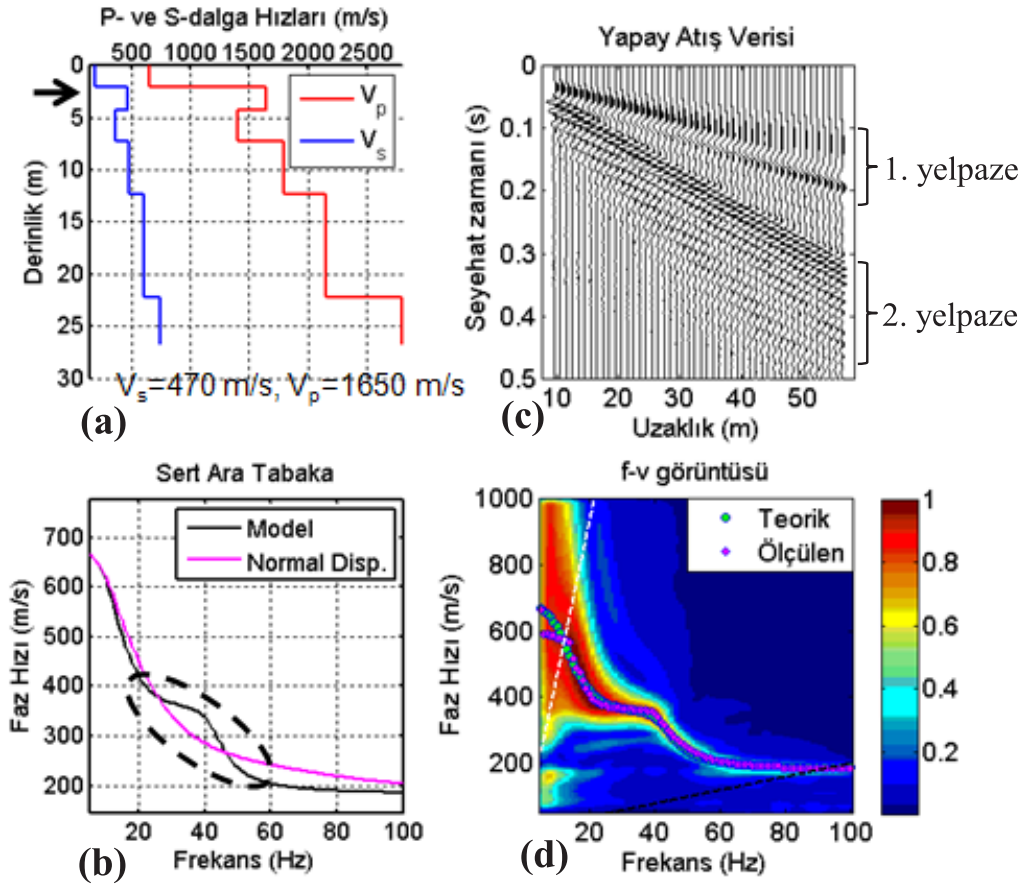 P- ve S-dalga Hızları (m/s)
500 1000 1500 2000 2500
0
5
10
15
20
25
30
Derinlik (m)
Vp
Vs
Vs=470 m/s, Vp=1650 m/s
(a)
Yapay Atış Verisi
0
0.1
0.2
0.3
0.4
0.5
Seyehat zamanı (s)
10 20 30 40 50
Uzaklık (m)
1. yelpaze
2. yelpaze
(c)
Sert Ara Tabaka
700
600
500
400
300
200
Faz Hızı (m/s)
Model
Normal Disp.
20 40 60 80 100
Frekans (Hz)
(b)
f-v görüntüsü
1000
800
600
400
200
Faz Hızı (m/s)
Teorik
Ölçülen
20 40 60 80 100
Frekans (Hz)
1
0.8
0.6
0.4
0.2
(d)